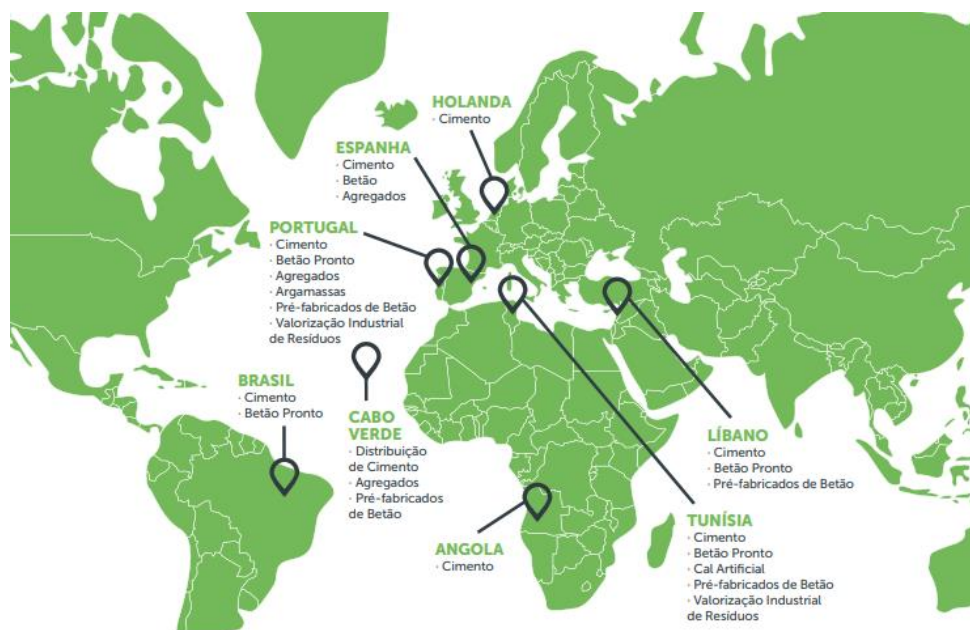 HOLANDA
· Cimento
ESPANHA
· Cimento
· Betão
· Agregados
PORTUGAL
· Cimento
· Betão Pronto
· Agregados
· Argamassas
· Pré-fabricados de Betão
· Valorização Industrial
de Resíduos
BRASIL
· Cimento
· Betão Pronto
CABO
VERDE
· Distribuição
de Cimento
· Agregados
· Pré-fabricados
de Betão
ANGOLA
· Cimento
LÍBANO
· Cimento
· Betão Pronto
· Pré-fabricados de Betão
TUNÍSIA
· Cimento
· Betão Pronto
· Cal Artificial
· Pré-fabricados de Betão
· Valorização Industrial
de Resíduos